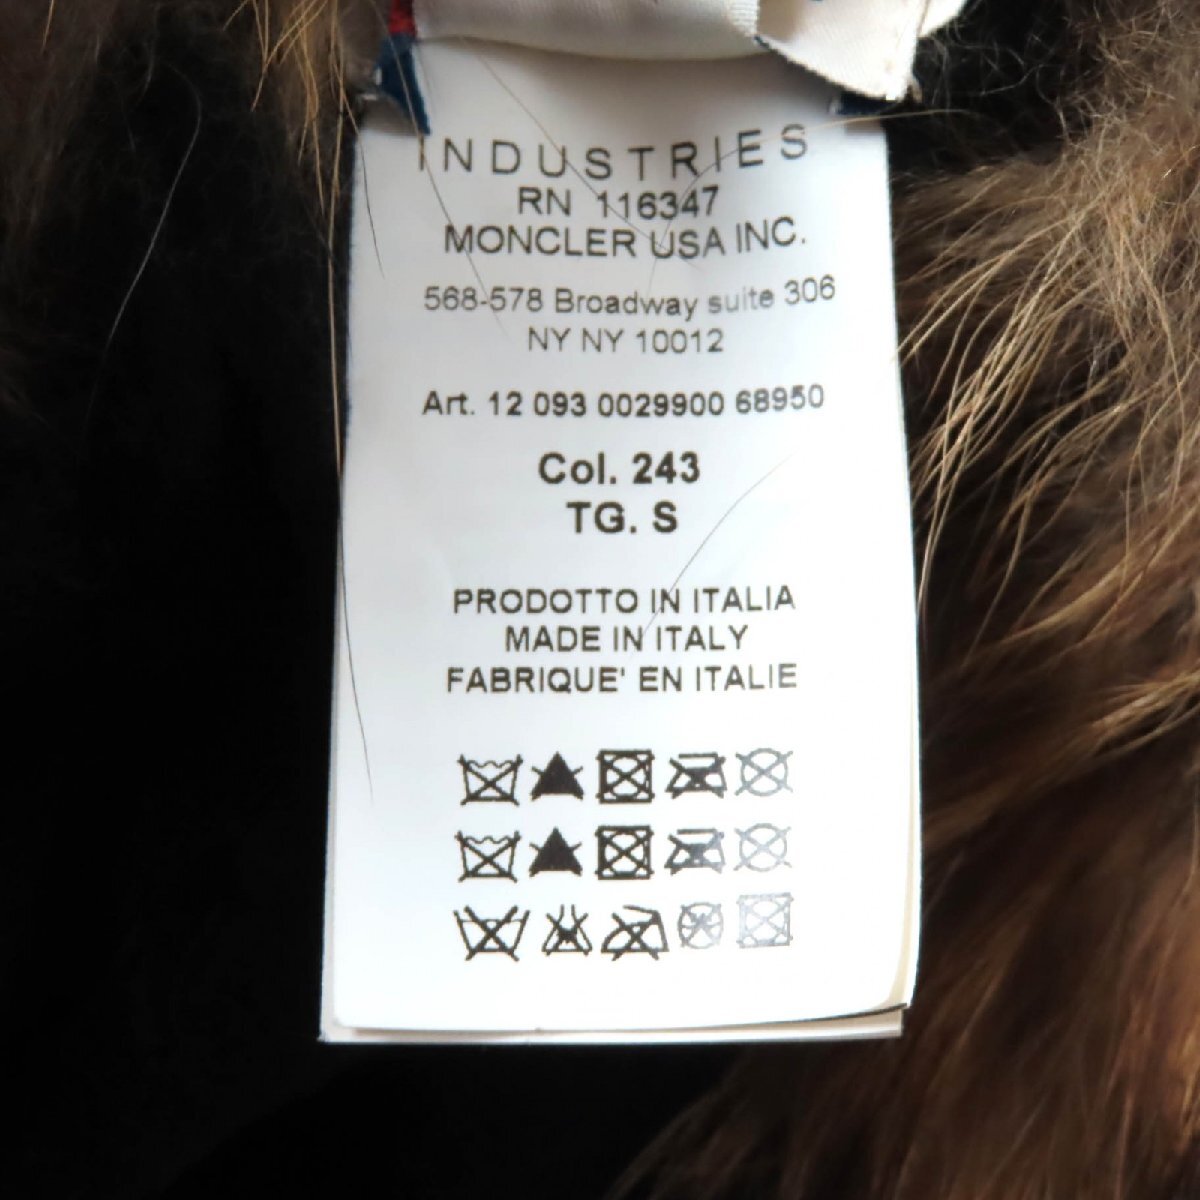 INDUSTRIES
RN 116347
MONCLER USA INC.
568-578 Broadway suite 306
NY NY 10012
Art. 12 093 0029900 68950
Col. 243
TG. S
PRODOTTO IN ITALIA
MADE IN ITALY
FABRIQUE' EN ITALIE